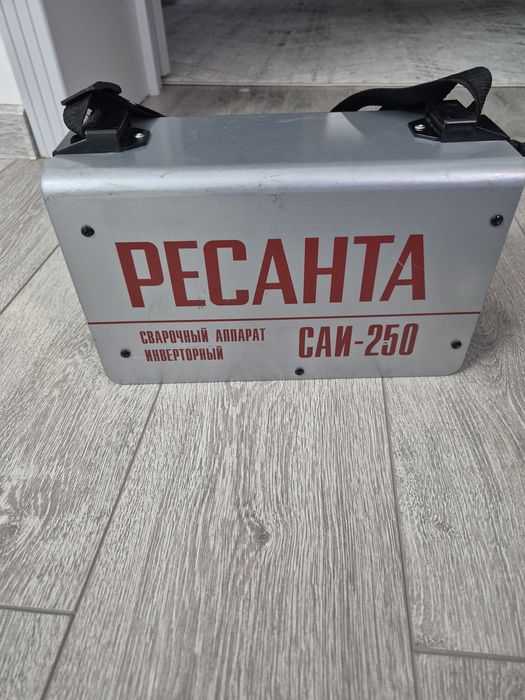 РЕСАНТА
СВАРОЧНЫЙ АППАРАТ
ИНВЕРТОРНЫЙ
САИ-250